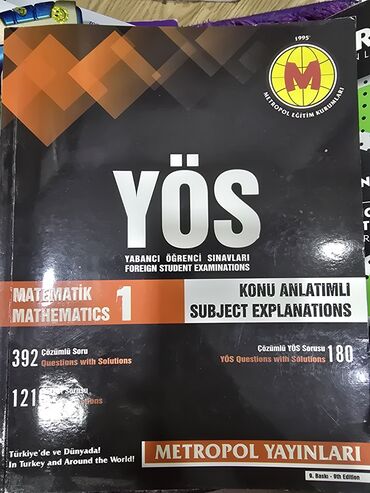 1995
M
METROPOL EĞİTİM KURUMLARI
YÖS
YABANCI ÖĞRENCİ SINAVLARI
FOREIGN STUDENT EXAMINATIONS
MATEMATİK
MATHEMATICS 1
KONU ANLATIMLI
SUBJECT EXPLANATIONS
392 Çözümlü Soru
Questions with Solutions
Çözümlü YÖS Sorusu
YÖS Questions with Solutions 180
121
Sorusu
Türkiye'de ve Dünyada!
In Turkey and Around the World!
METROPOL YAYINLARI
9. Baskı - 9th Edition